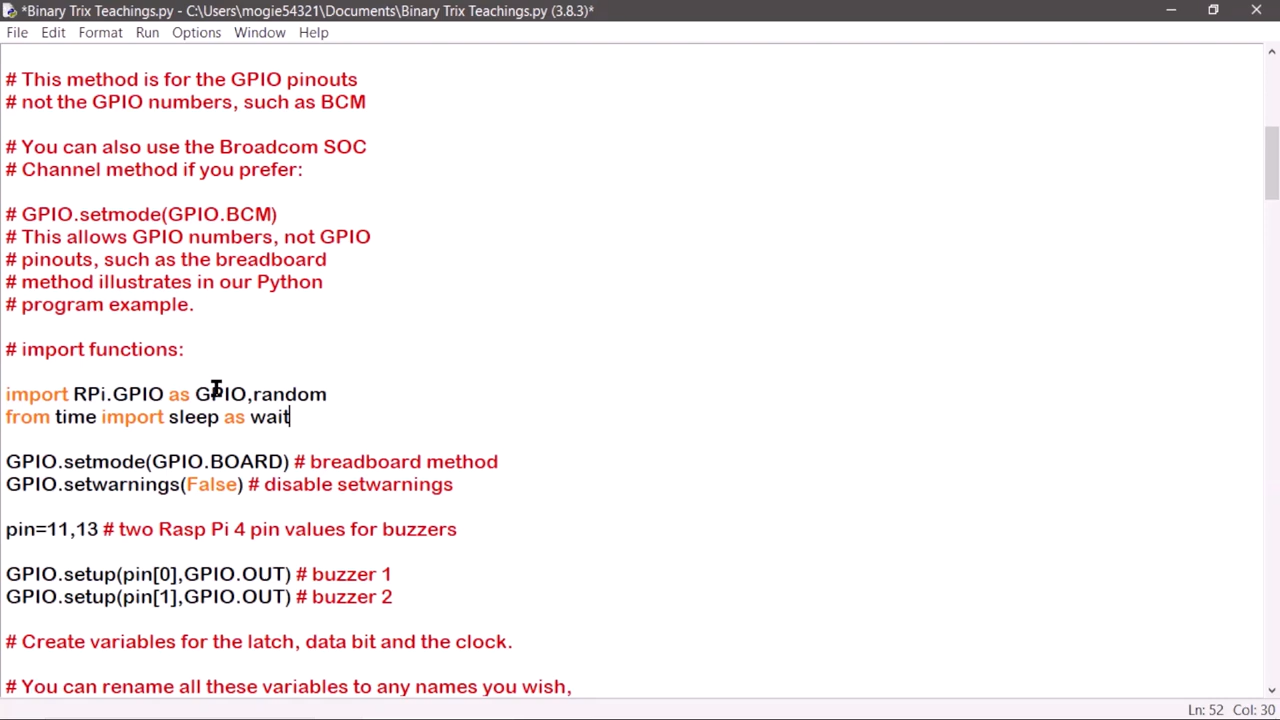 *Binary Trix Teachings.py - C:\Users\mogie54321\Documents\Binary Trix Teachings.py (3.8.3)*
File Edit Format Run Options Window Help
# This method is for the GPIO pinouts
# not the GPIO numbers, such as BCM
# You can also use the Broadcom SOC
# Channel method if you prefer:
# GPIO.setmode(GPIO.BCM)
# This allows GPIO numbers, not GPIO
# pinouts, such as the breadboard
# method illustrates in our Python
# program example.
# import functions:
import RPi.GPIO as GPIO,random
from time import sleep as wait
GPIO.setmode(GPIO.BOARD) # breadboard method
GPIO.setwarnings(False) # disable setwarnings
pin=11,13 # two Rasp Pi 4 pin values for buzzers
GPIO.setup(pin[0],GPIO.OUT) # buzzer 1
GPIO.setup(pin[1],GPIO.OUT) # buzzer 2
# Create variables for the latch, data bit and the clock.
# You can rename all these variables to any names you wish,
Ln: 52 Col: 30